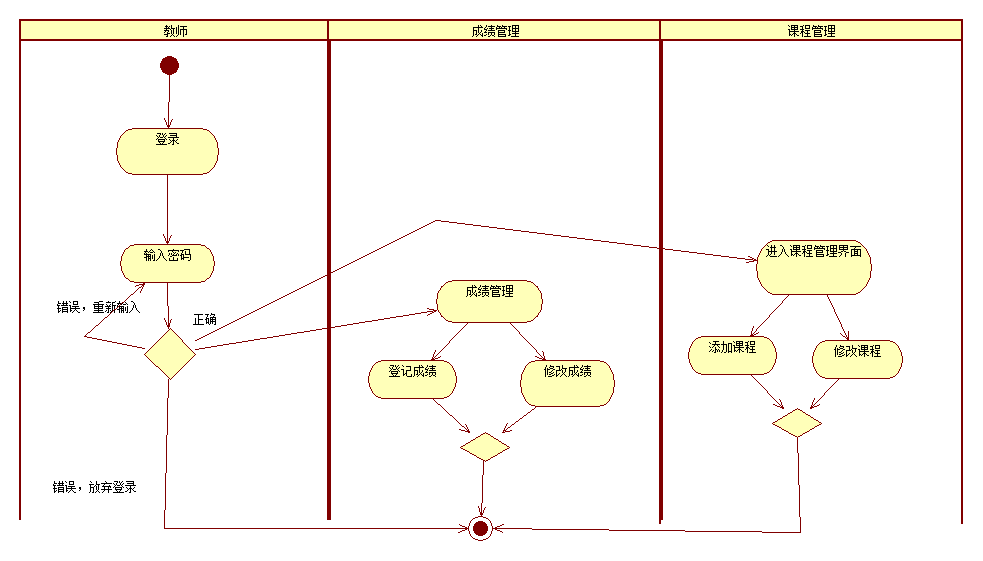 教师
成绩管理
课程管理
登录
输入密码
进入课程管理界面
成绩管理
错误，重新输入
正确
添加课程
修改课程
登记成绩
修改成绩
错误，放弃登录